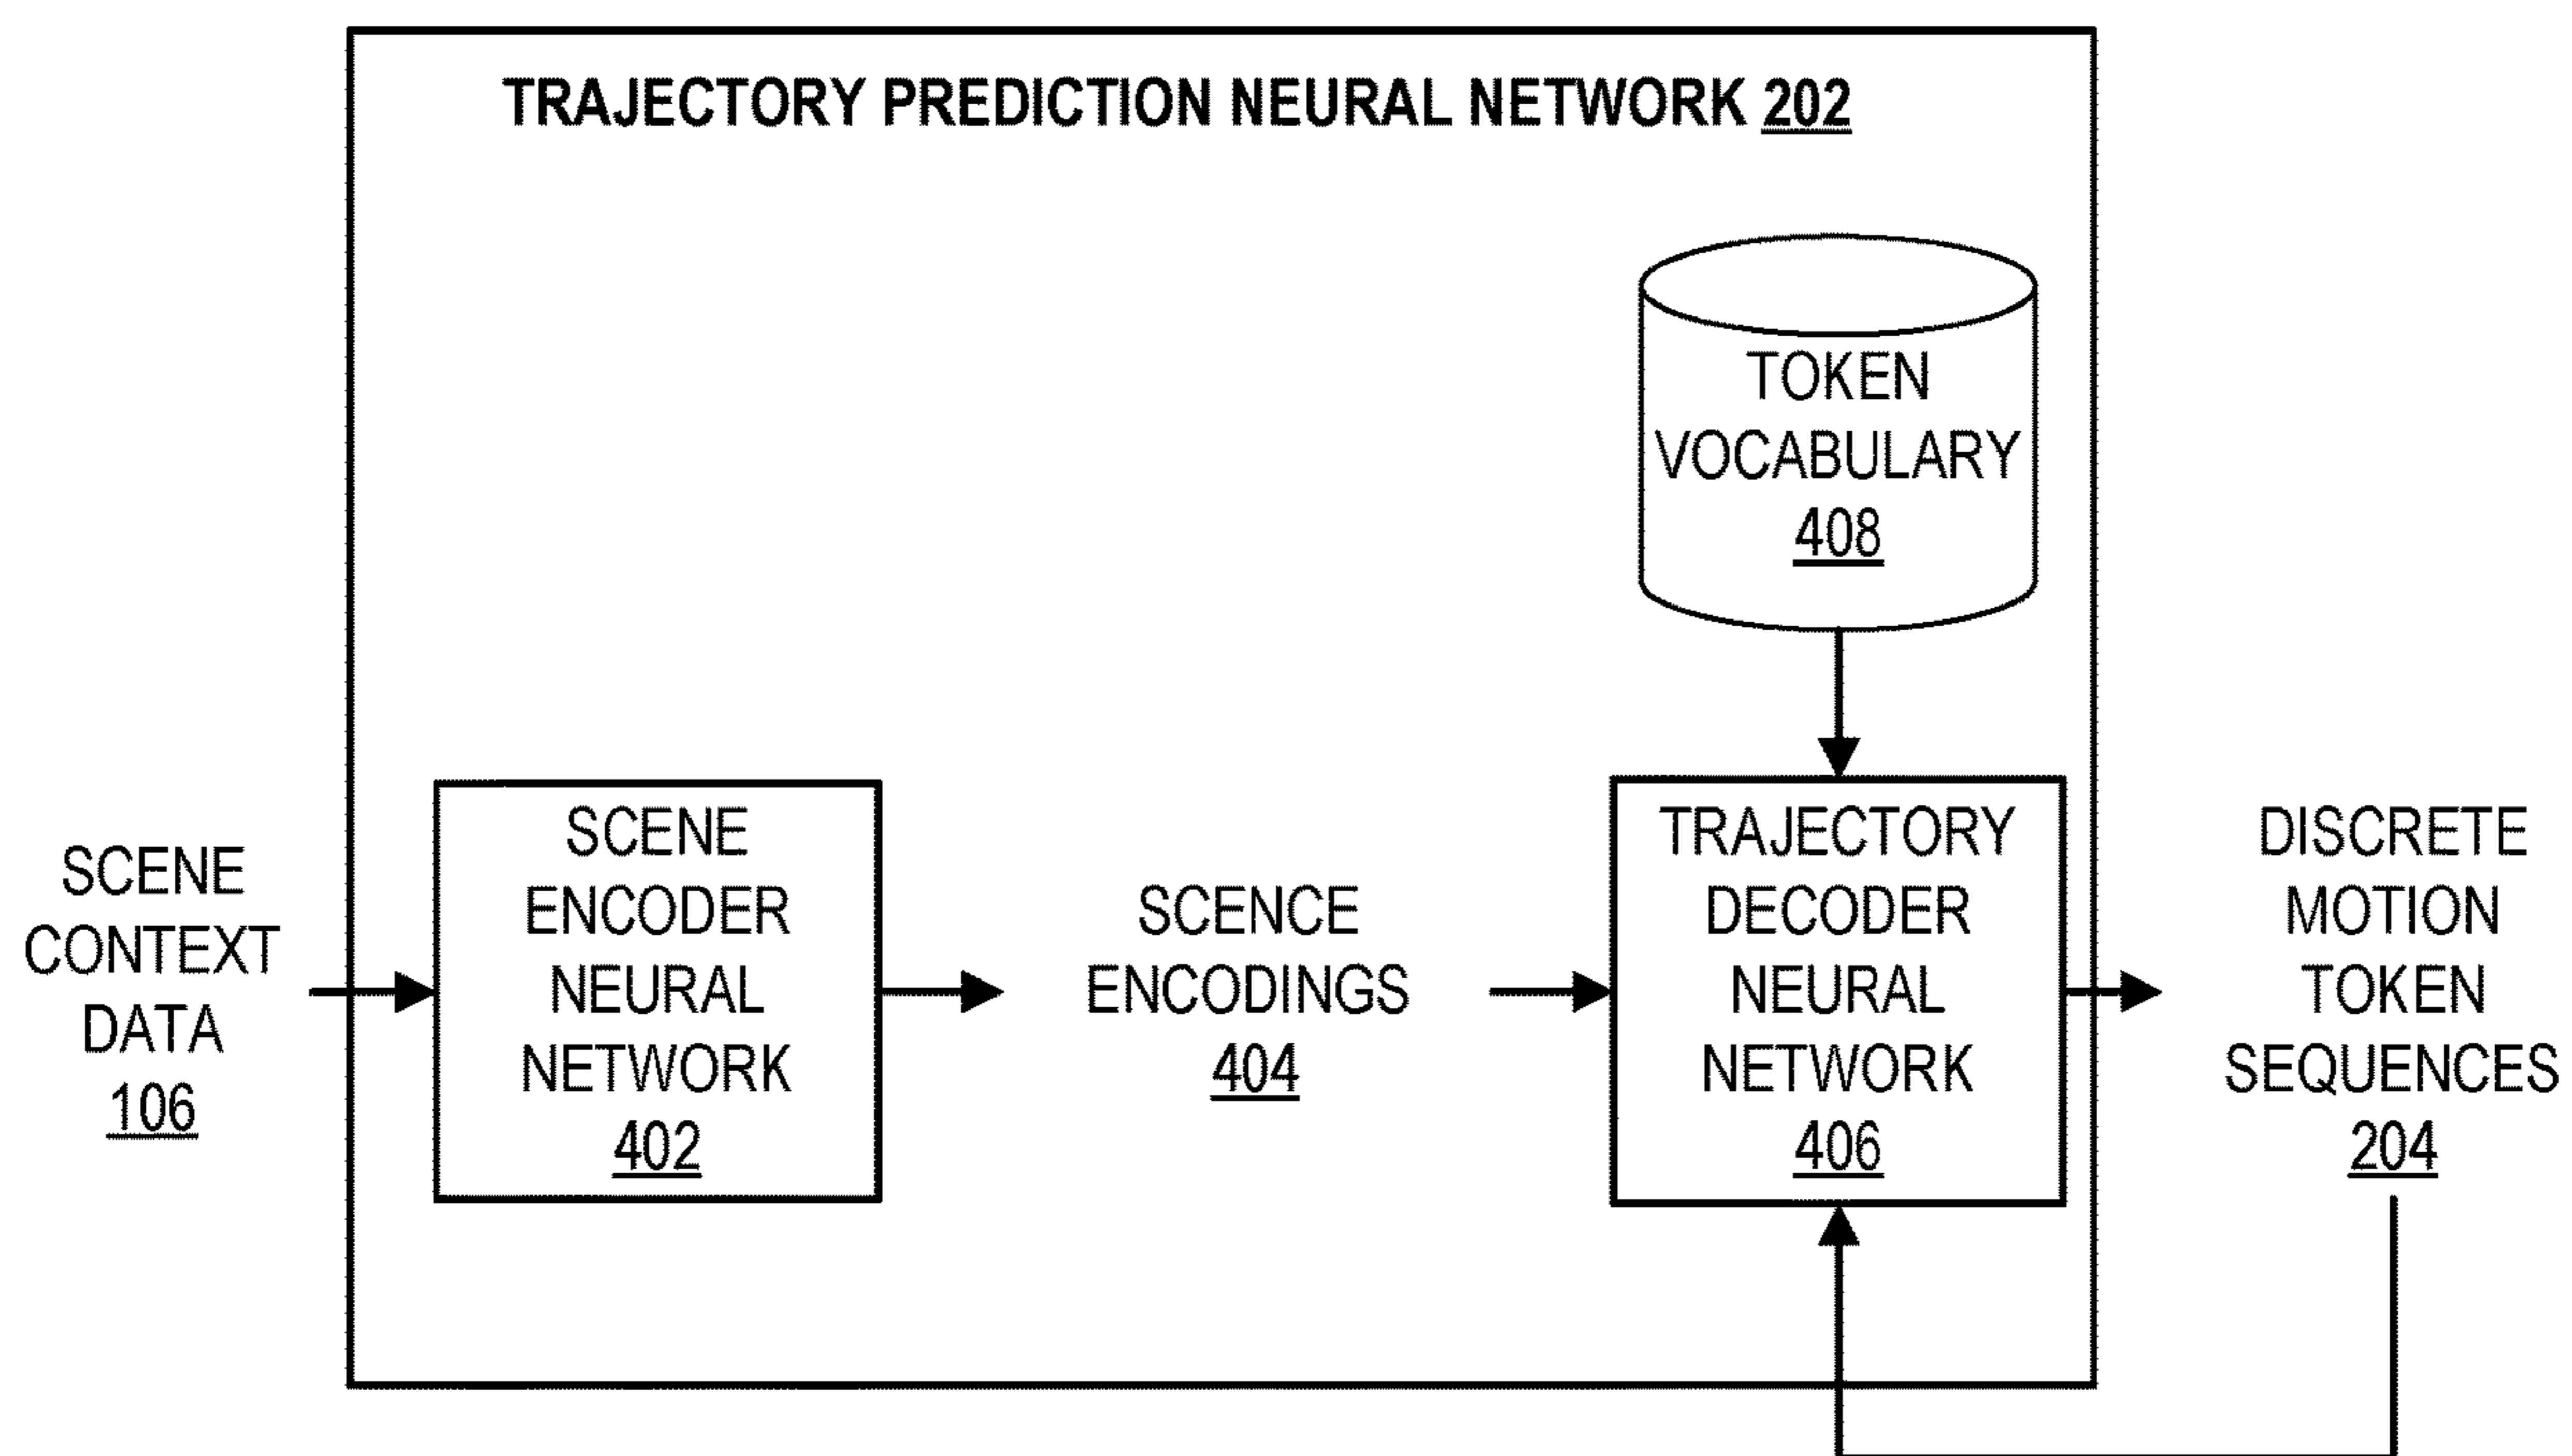 TRAJECTORY PREDICTION NEURAL NETWORK 202
TOKEN
VOCABULARY
408
SCENE
CONTEXT
DATA
106
SCENE
ENCODER
NEURAL
NETWORK
402
SCENCE
ENCODINGS
404
TRAJECTORY
DECODER
NEURAL
NETWORK
406
DISCRETE
MOTION
TOKEN
SEQUENCES
204